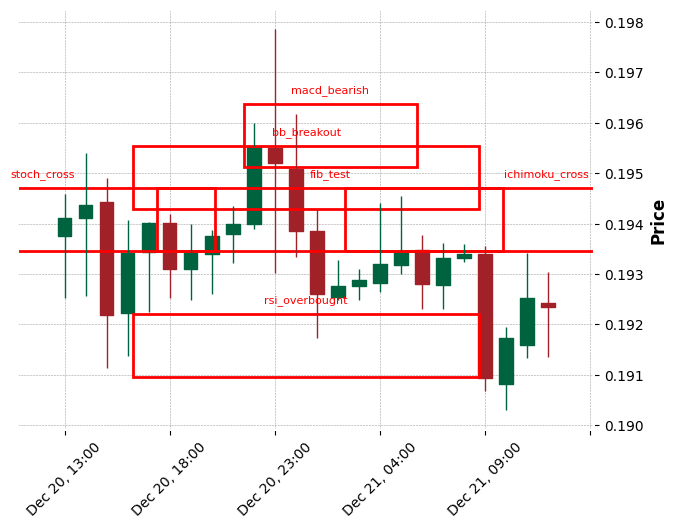 0.198
0.197
macd_bearish
0.196
bb_breakout
stoch_cross
fib_test
ichimoku_cross
0.195
0.194
Price
0.193
rsi_overbought
0.192
0.191
0.190
Dec 20, 13:00
Dec 20, 18:00
Dec 20, 23:00
Dec 21, 04:00
Dec 21, 09:00